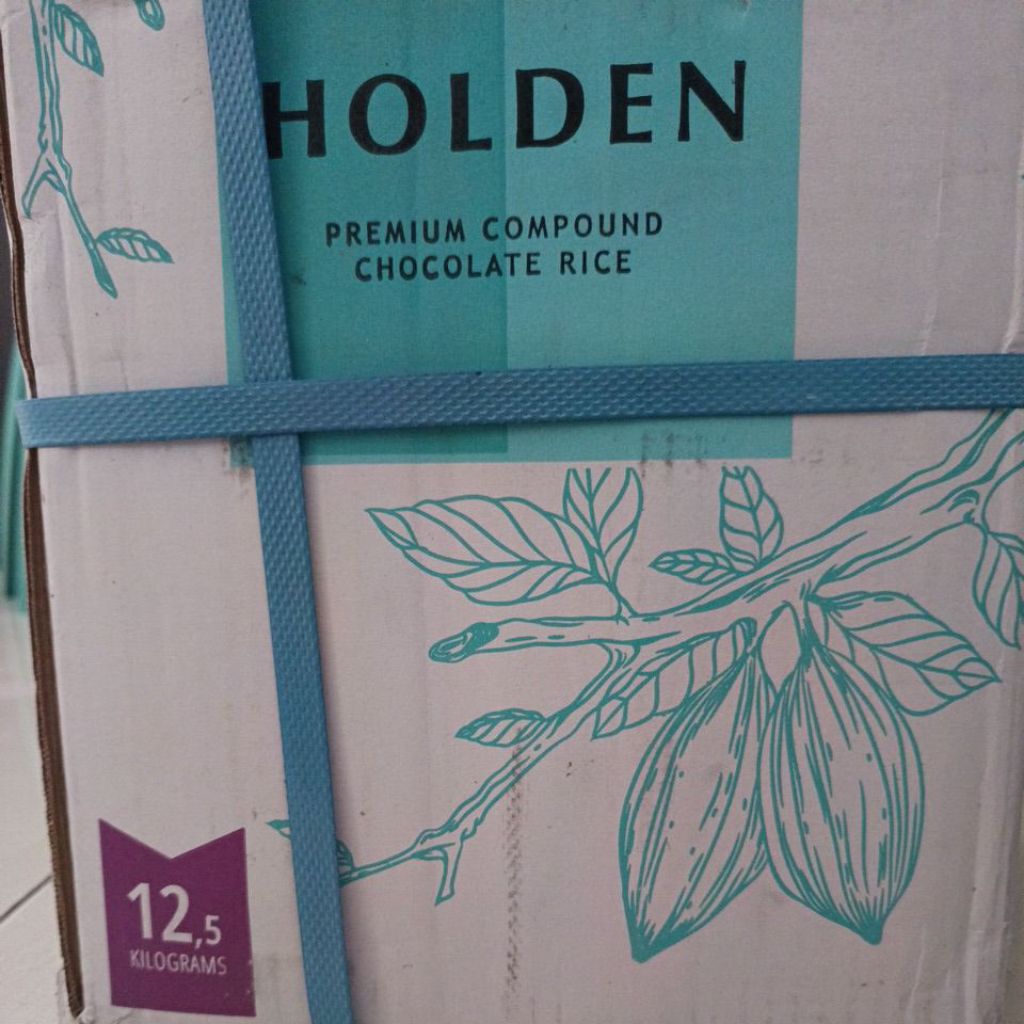 HOLDEN
PREMIUM COMPOUND
CHOCOLATE RICE
12,5
KILOGRAMS